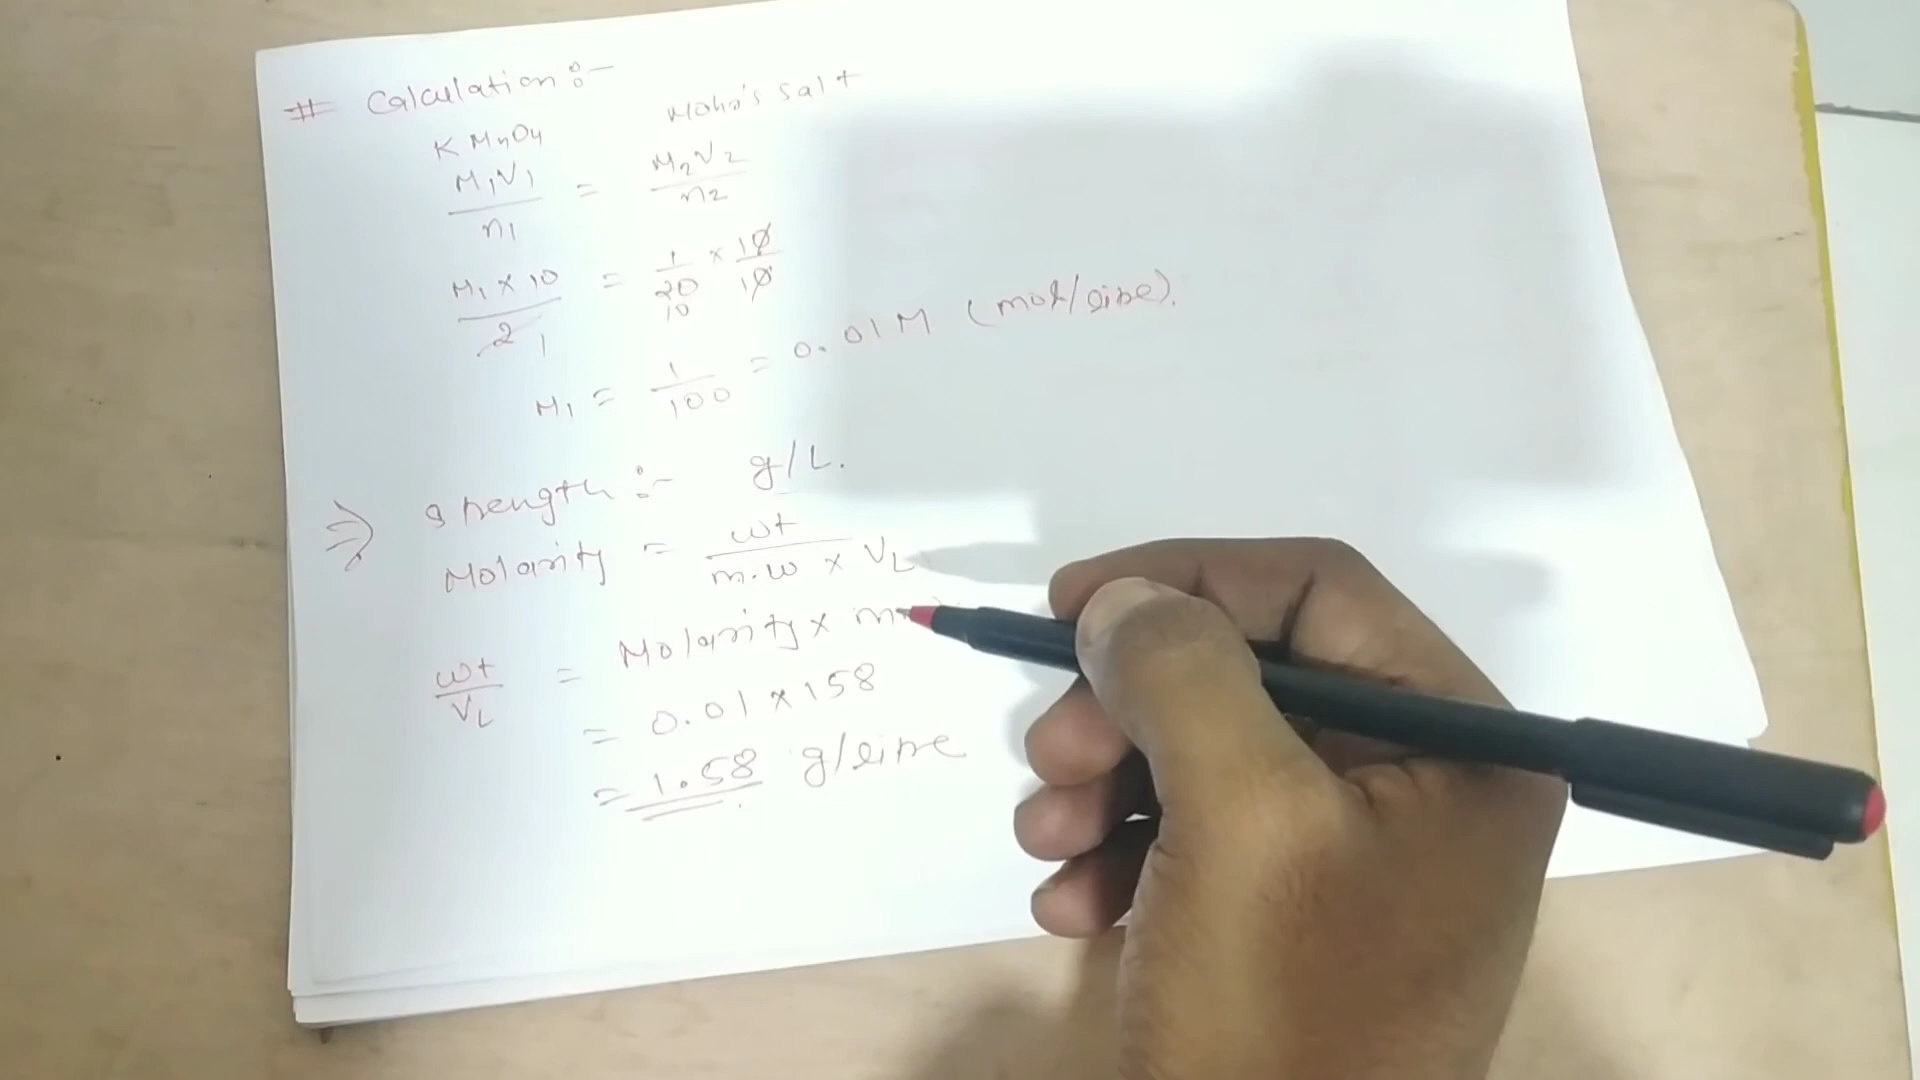 # Calculation :-
KMnO4 Mohr's Salt
M1V1/n1 = M2V2/n2
M1 × 10/2 1 = 1/20 10 × 10/10
M1 = 1/100 = 0.01M (mol/litre).
⇒ strength :- g/L.
Molarity = wt/m.w × VL
wt/VL = Molarity ×
= 0.01 × 158
= 1.58 g/litre